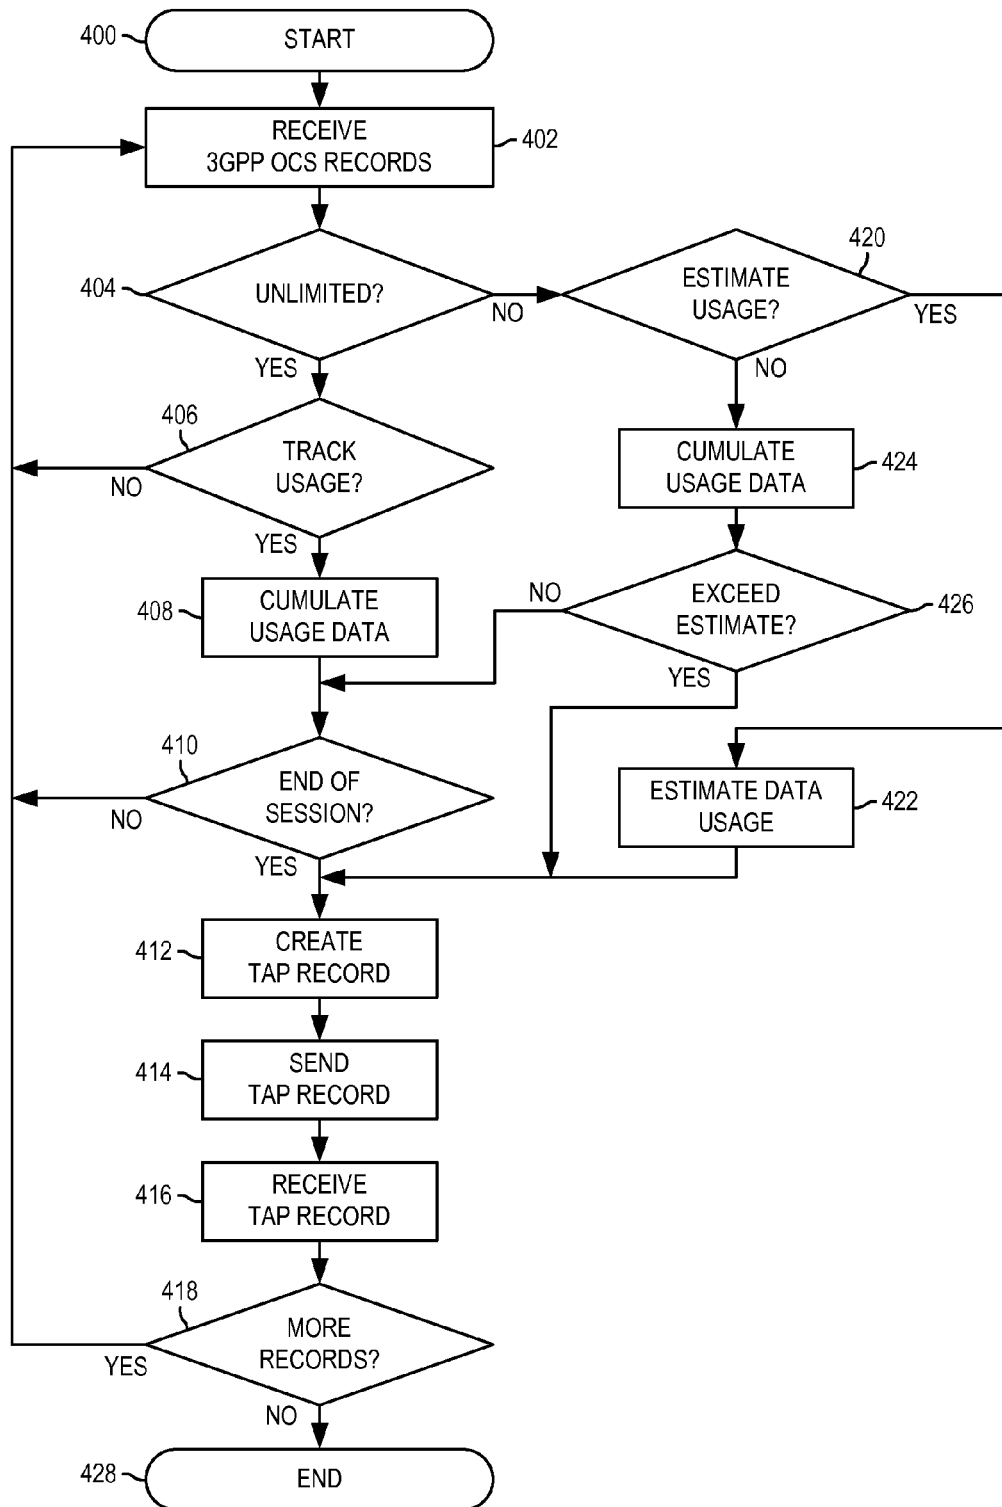 400
START
RECEIVE
3GPP OCS RECORDS
402
404
UNLIMITED?
NO
YES
420
ESTIMATE
USAGE?
YES
NO
406
TRACK
USAGE?
NO
YES
CUMULATE
USAGE DATA
424
408
CUMULATE
USAGE DATA
NO
EXCEED
ESTIMATE?
426
YES
410
END OF
SESSION?
NO
YES
ESTIMATE DATA
USAGE
422
412
CREATE
TAP RECORD
414
SEND
TAP RECORD
416
RECEIVE
TAP RECORD
418
MORE
RECORDS?
YES
NO
428
END